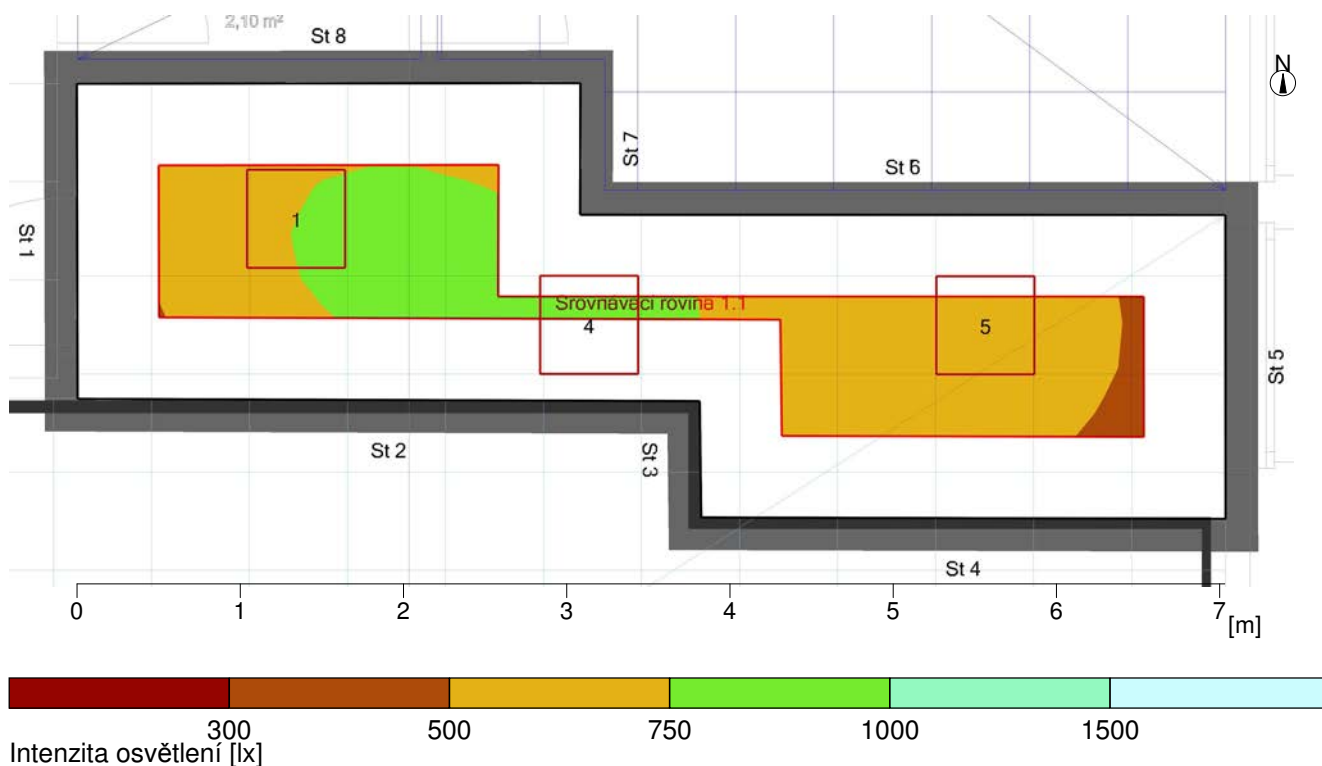 2,10 m²
St 8
N
St 7
St 6
1
St 1
Srovnávací rovina 1.1
4
5
St 5
St 2
St 3
St 4
0 1 2 3 4 5 6 7
[m]
300 500 750 1000 1500
Intenzita osvětlení [lx]